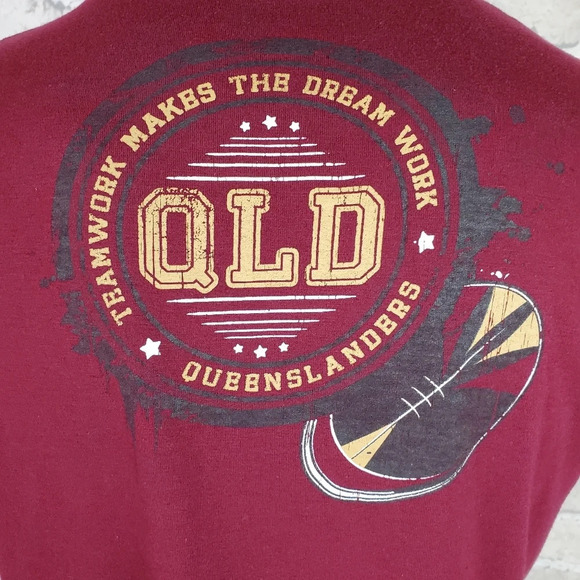 TEAMWORK MAKES THE DREAM WORK
QLD
QUEENSLANDERS